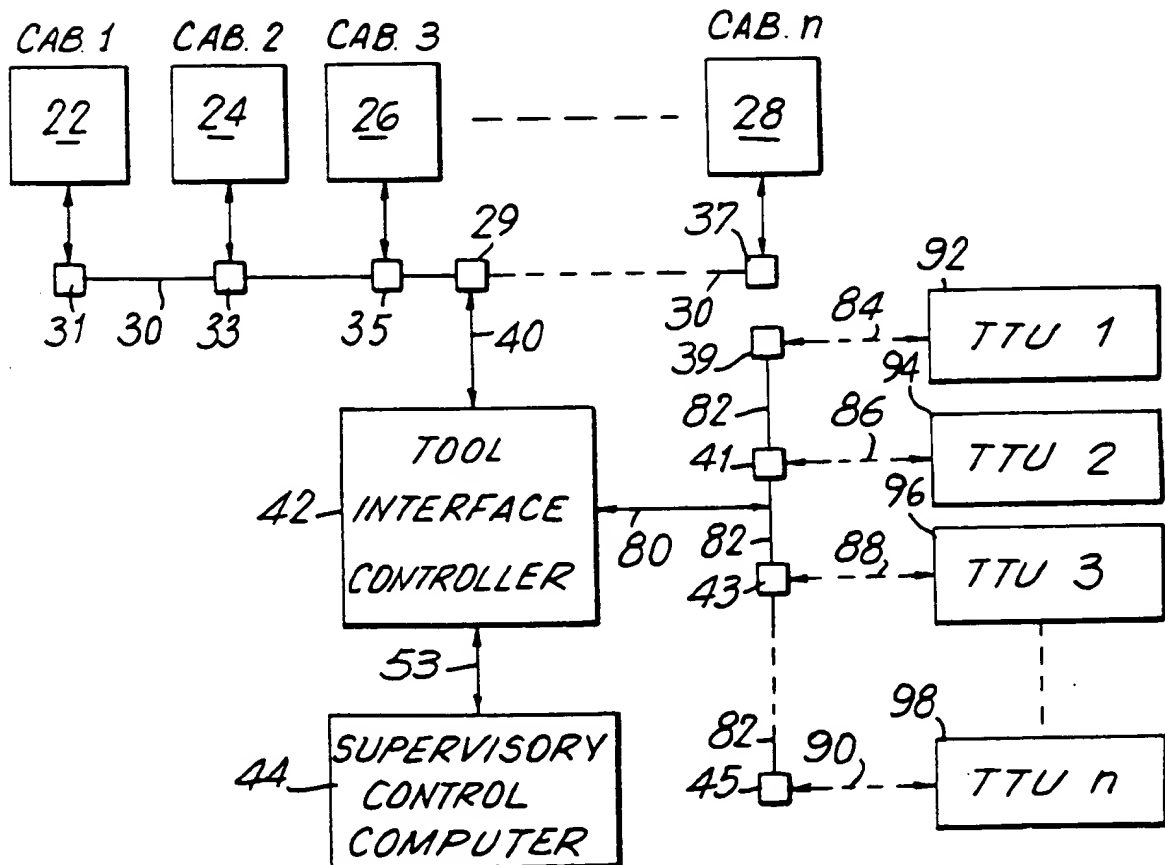 CAB. 1 CAB. 2 CAB. 3 CAB. n
22 24 26 28
29 37
31 30 33 35 30
40
39 84 92 TTU 1
82
41 86 94 TTU 2
42 TOOL
INTERFACE
CONTROLLER
80
82
43 88 96 TTU 3
53
44 SUPERVISORY
CONTROL
COMPUTER
82
45 90 98 TTU n